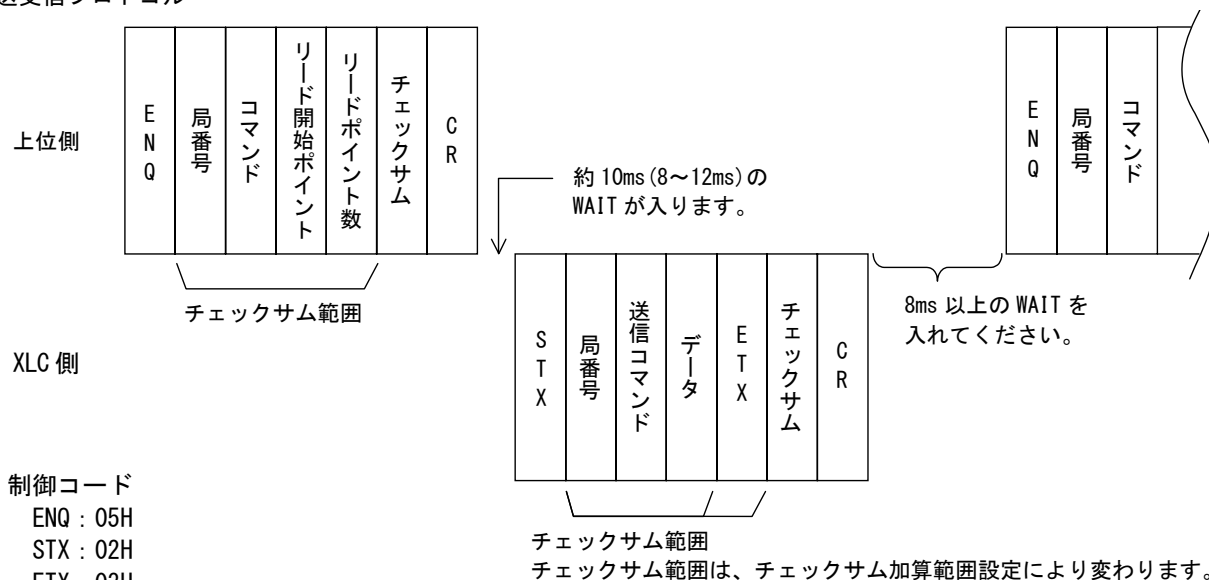 送受信プロトコル
上位側
ENQ
局番号
コマンド
リード開始ポイント
リードポイント数
チェックサム
CR
ENQ
局番号
コマンド
約10ms(8～12ms)の
WAITが入ります。
チェックサム範囲
8ms以上のWAITを
入れてください。
XLC側
STX
局番号
送信コマンド
データ
ETX
チェックサム
CR
制御コード
ENQ：05H
STX：02H
ETX：03H
チェックサム範囲
チェックサム範囲は、チェックサム加算範囲設定により変わります。